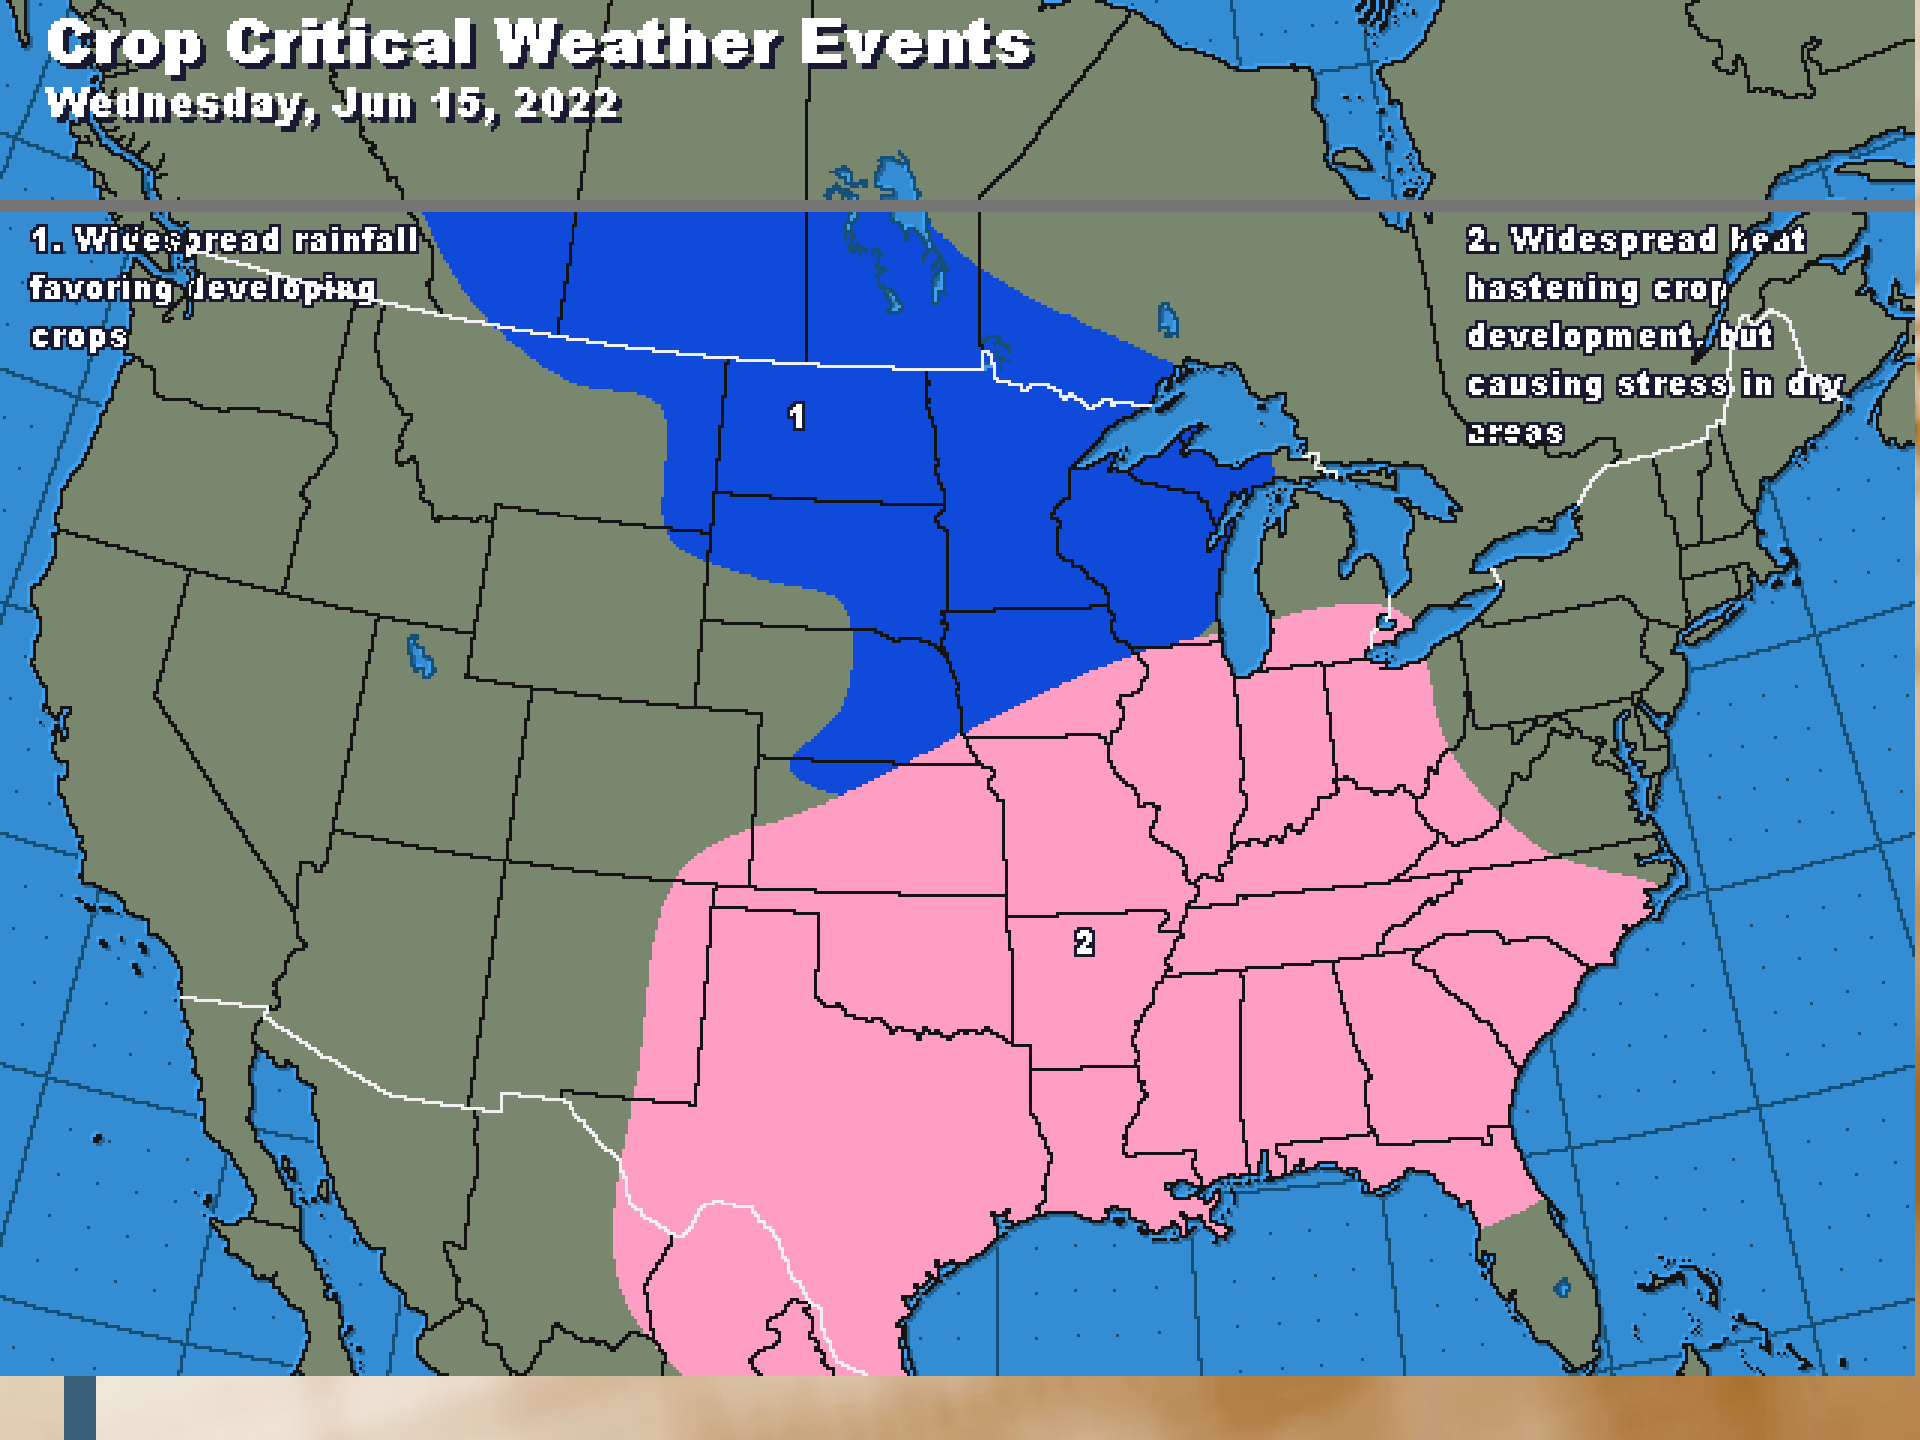 Crop Critical Weather Events
Wednesday, Jun 15, 2022
1. Widespread rainfall
favoring developing
crops
2. Widespread heat
hastening crop
development, but
causing stress in dry
areas
1
2